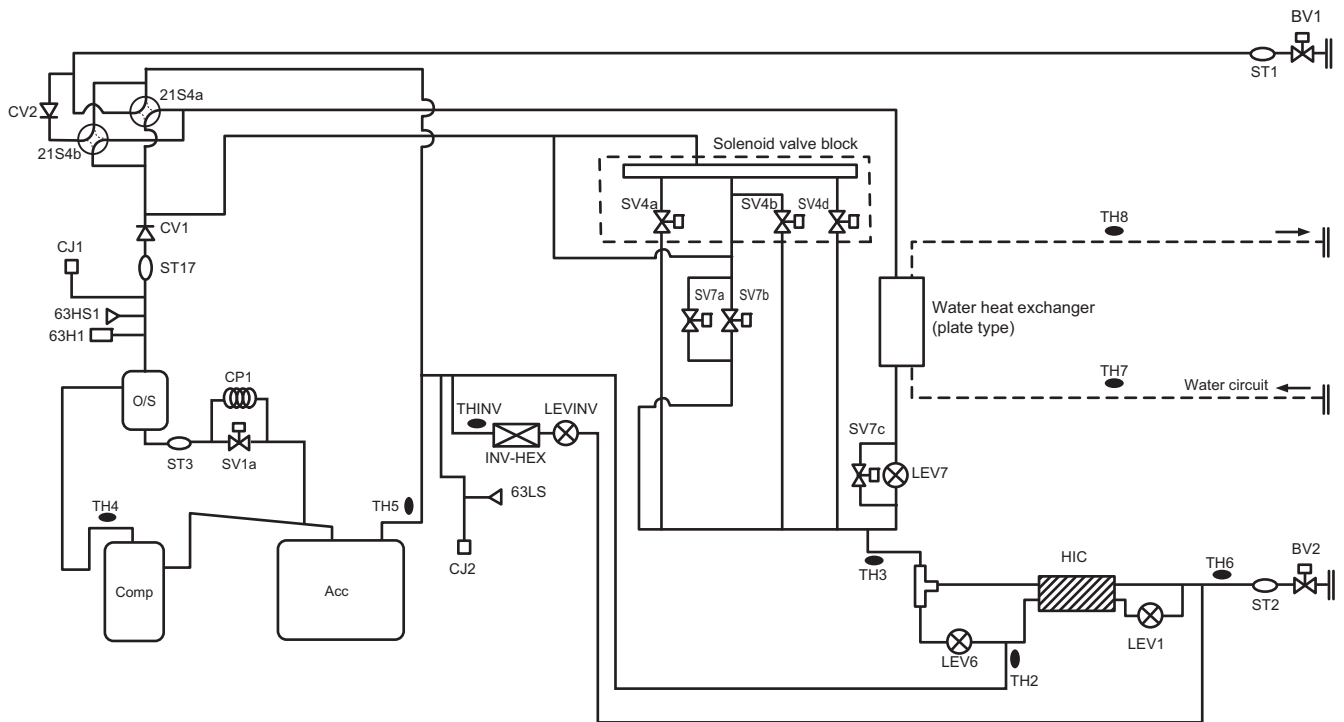 BV1
ST1
21S4a
CV2
21S4b
Solenoid valve block
SV4a
SV4b
SV4d
CV1
TH8
CJ1
ST17
SV7a
SV7b
63HS1
63H1
Water heat exchanger
(plate type)
O/S
CP1
TH7
Water circuit
THINV
LEVINV
ST3
SV1a
INV-HEX
SV7c
LEV7
TH4
TH5
63LS
CJ2
TH3
HIC
TH6
BV2
ST2
Comp
Acc
LEV6
LEV1
TH2